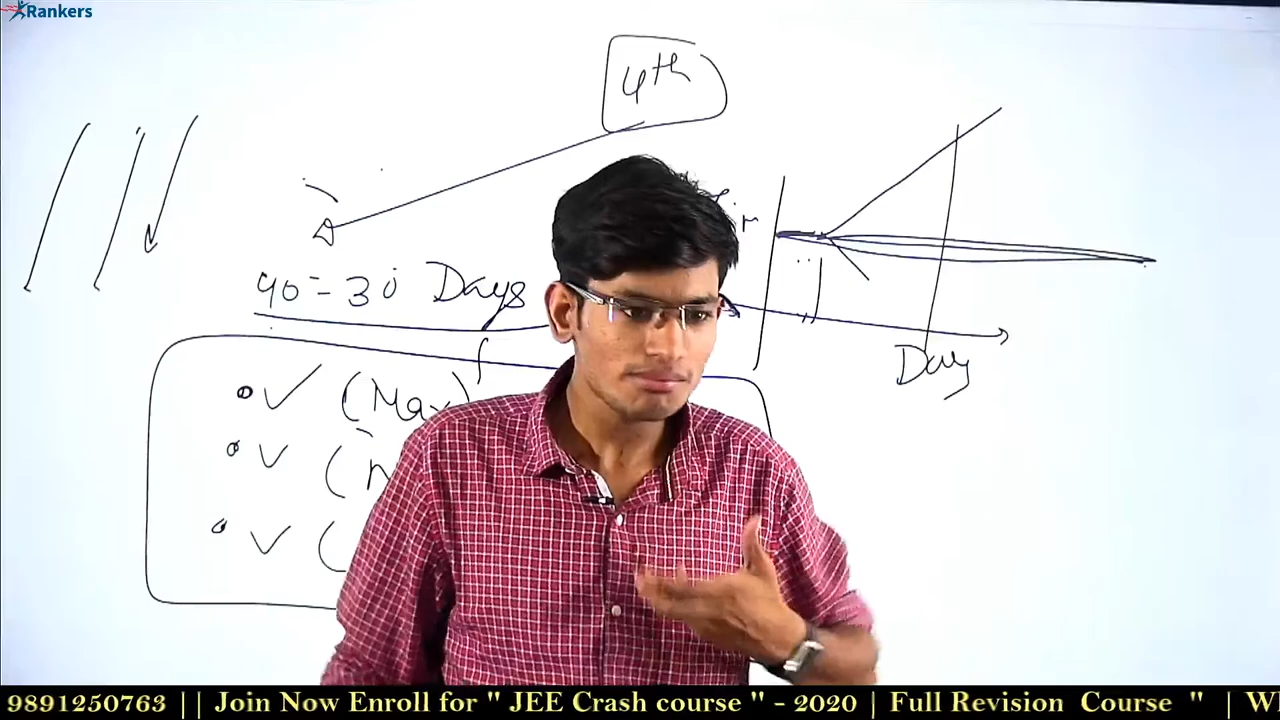 Rankers
4th
40-30 Days
✓ (Max)
✓ (
✓ (
Day
9891250763 || Join Now Enroll for " JEE Crash course " - 2020 | Full Revision Course " | W